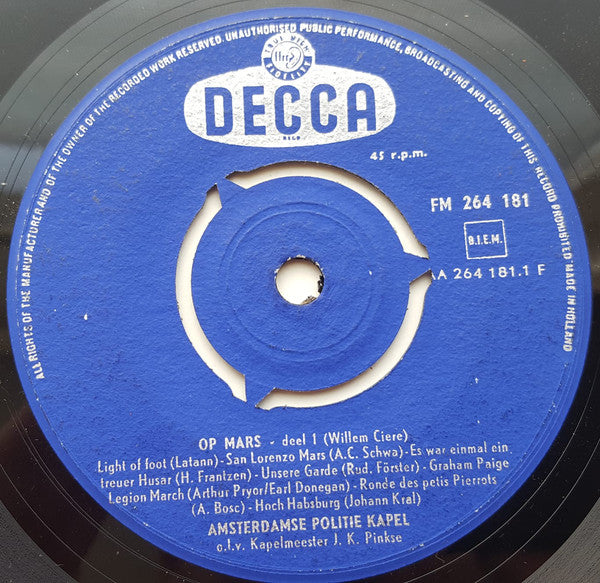 ALL RIGHTS OF THE MANUFACTURER AND OF THE OWNER OF THE RECORDED WORK RESERVED. UNAUTHORISED PUBLIC PERFORMANCE, BROADCASTING AND COPYING OF THIS RECORD PROHIBITED. MADE IN HOLLAND
ffrr
DECCA
45 r.p.m.
FM 264 181
B.I.E.M.
AA 264 181.1 F
OP MARS - deel 1 (Willem Ciere)
Light of foot (Latann)-San Lorenzo Mars (A.C. Schwa)-Es war einmal ein
treuer Husar (H. Frantzen)-Unsere Garde (Rud. Förster)-Graham Paige
Legion March (Arthur Pryor/Earl Donegan)-Ronde des petis Pierrots
(A. Bosc)-Hoch Habsburg (Johann Kral)
AMSTERDAMSE POLITIE KAPEL
o.l.v. Kapelmeester J. K. Pinkse